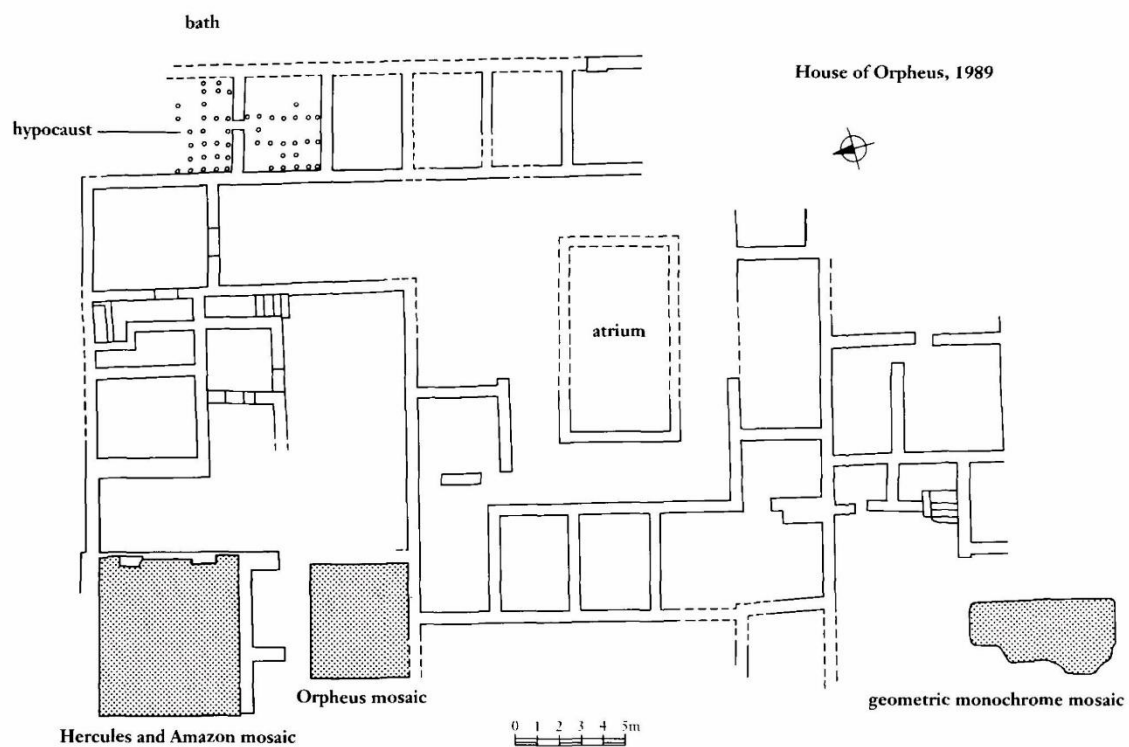 bath
House of Orpheus, 1989
hypocaust
atrium
Orpheus mosaic
geometric monochrome mosaic
Hercules and Amazon mosaic
0 1 2 3 4 5m